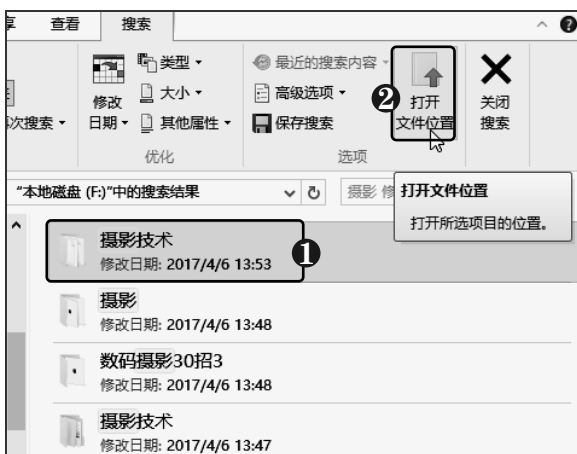 享 查看 搜索
类型 最近的搜索内容
大小 高级选项
修改日期 其他属性 保存搜索
再次搜索
打开文件位置
关闭搜索
❷
优化 选项
"本地磁盘 (F:)"中的搜索结果 摄影 修
打开文件位置
打开所选项目的位置。
摄影技术
修改日期: 2017/4/6 13:53
❶
摄影
修改日期: 2017/4/6 13:48
数码摄影30招3
修改日期: 2017/4/6 13:48
摄影技术
修改日期: 2017/4/6 13:47